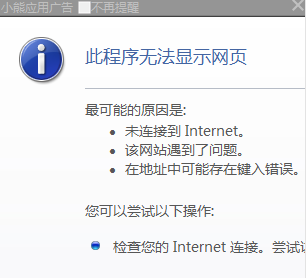 小能应用广告 不再提醒
此程序无法显示网页
最可能的原因是:
未连接到 Internet。
该网站遇到了问题。
在地址中可能存在键入错误。
您可以尝试以下操作:
检查您的 Internet 连接。尝试